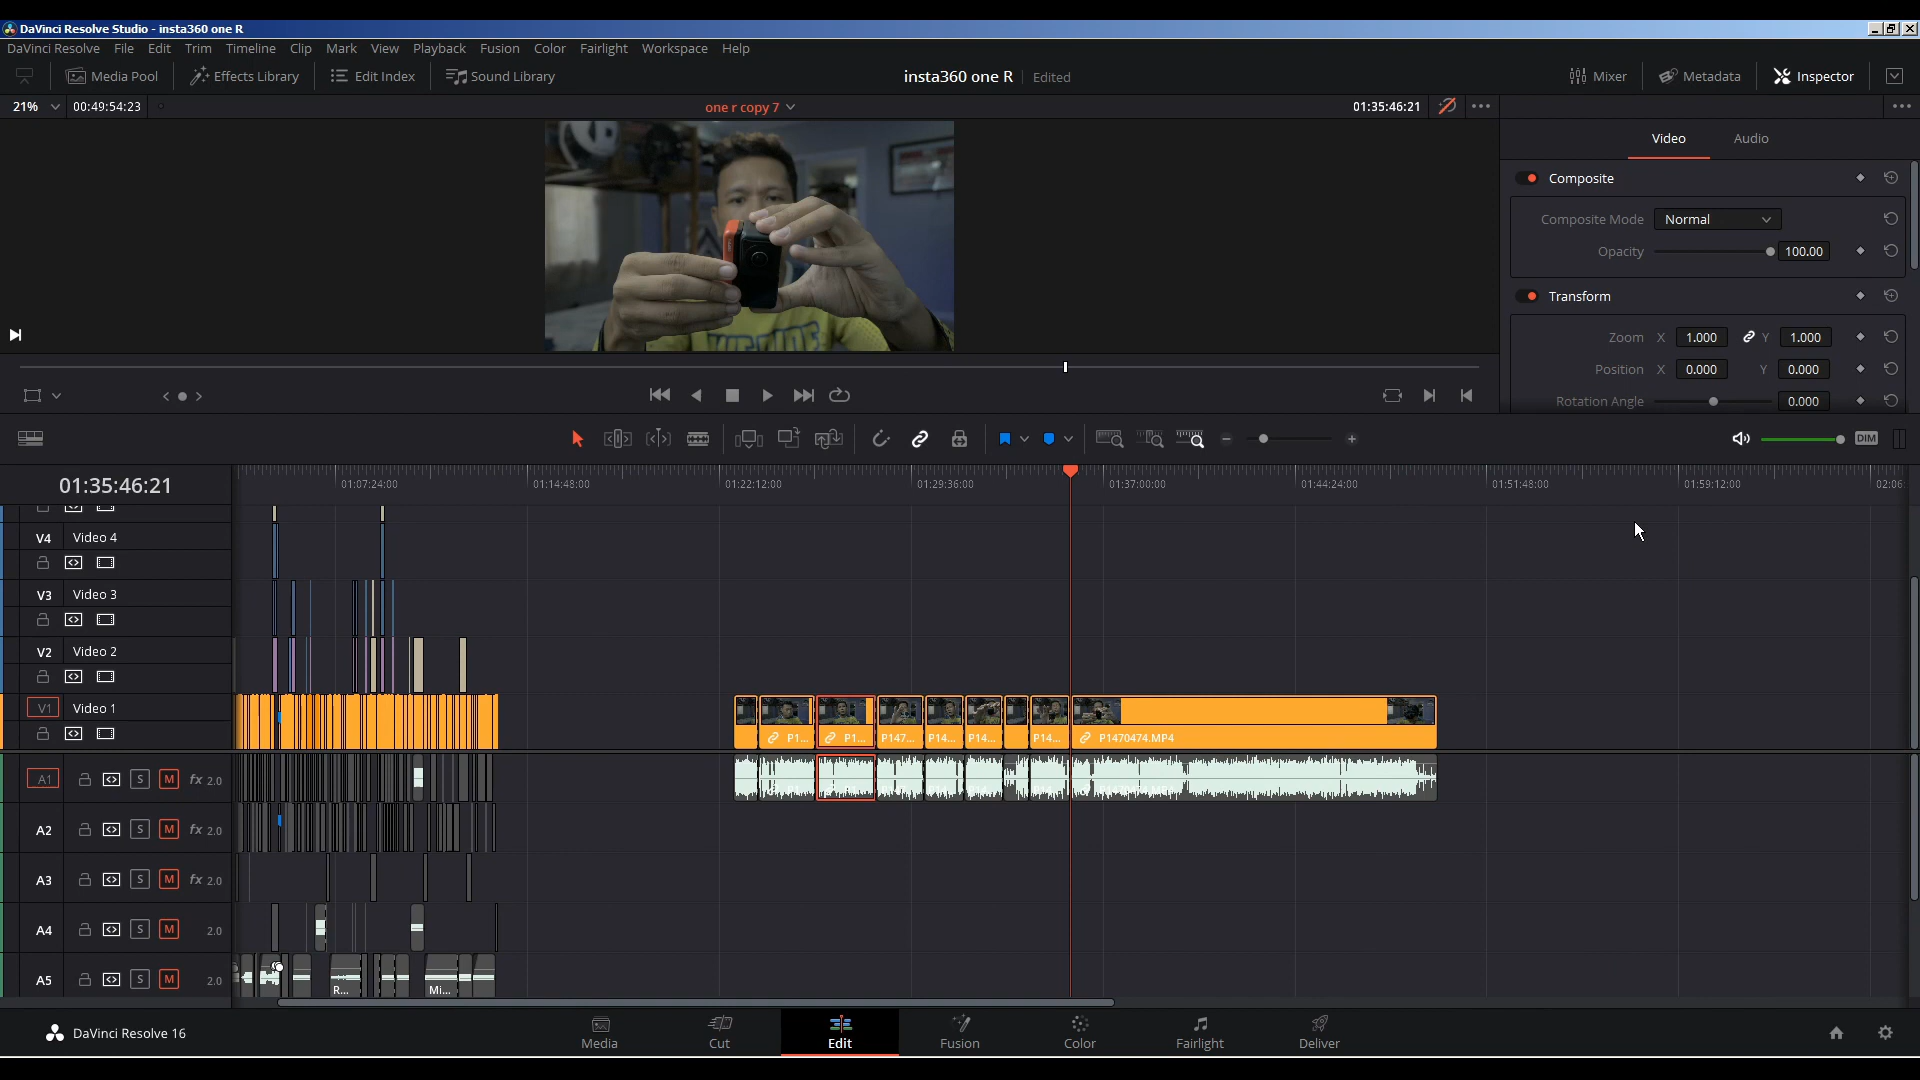 DaVinci Resolve Studio - insta360 one R
DaVinci Resolve File Edit Trim Timeline Clip Mark View Playback Fusion Color Fairlight Workspace Help
Media Pool Effects Library Edit Index Sound Library insta360 one R Edited Mixer Metadata Inspector
21% 00:49:54:23 one r copy 7 01:35:46:21
Video Audio
Composite
Composite Mode Normal
Opacity 100.00
Transform
Zoom X 1.000 Y 1.000
Position X 0.000 Y 0.000
Rotation Angle 0.000
DIM
01:35:46:21 01:07:24:00 01:14:48:00 01:22:12:00 01:29:36:00 01:37:00:00 01:44:24:00 01:51:48:00 01:59:12:00 02:06:
V4 Video 4
V3 Video 3
V2 Video 2
V1 Video 1
P1... P1... P147... P14... P14... P14... P1470474.MP4
A1 S M fx 2.0
A2 S M fx 2.0
A3 S M fx 2.0
A4 S M 2.0
A5 S M 2.0
R... Mi...
DaVinci Resolve 16 Media Cut Edit Fusion Color Fairlight Deliver